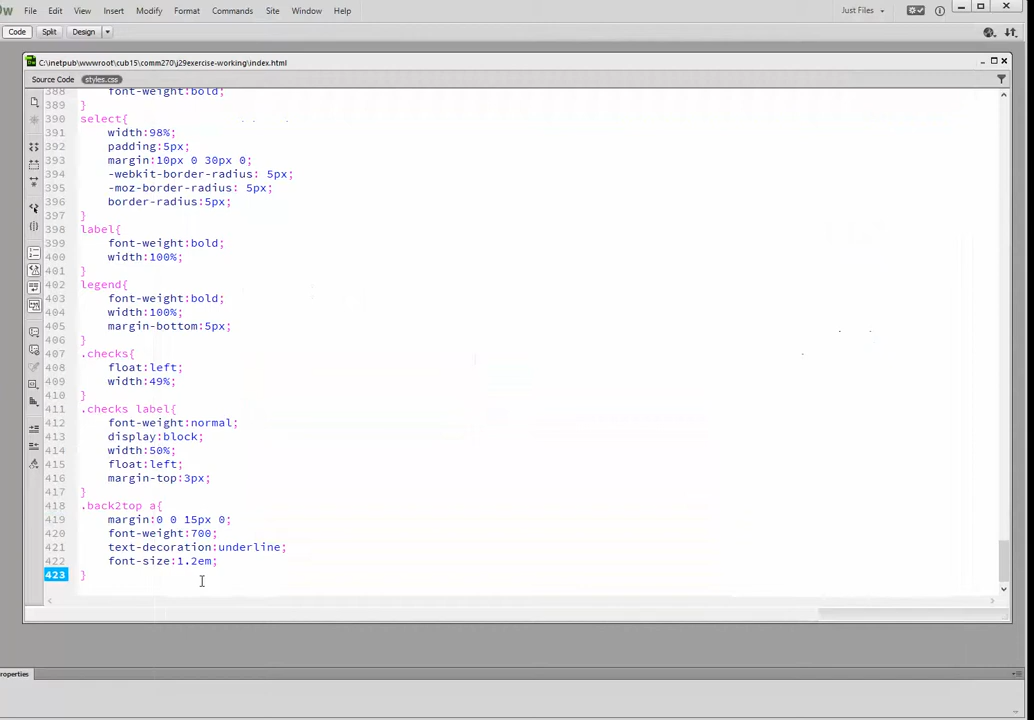 File Edit View Insert Modify Format Commands Site Window Help Just Files
Code Split Design
C:\inetpub\wwwroot\cub15\comm270\j29exercise-working\index.html
Source Code styles.css
388 font-weight:bold;
389 }
390 select{
391 width:98%;
392 padding:5px;
393 margin:10px 0 30px 0;
394 -webkit-border-radius: 5px;
395 -moz-border-radius: 5px;
396 border-radius:5px;
397 }
398 label{
399 font-weight:bold;
400 width:100%;
401 }
402 legend{
403 font-weight:bold;
404 width:100%;
405 margin-bottom:5px;
406 }
407 .checks{
408 float:left;
409 width:49%;
410 }
411 .checks label{
412 font-weight:normal;
413 display:block;
414 width:50%;
415 float:left;
416 margin-top:3px;
417 }
418 .back2top a{
419 margin:0 0 15px 0;
420 font-weight:700;
421 text-decoration:underline;
422 font-size:1.2em;
423 }
roperties